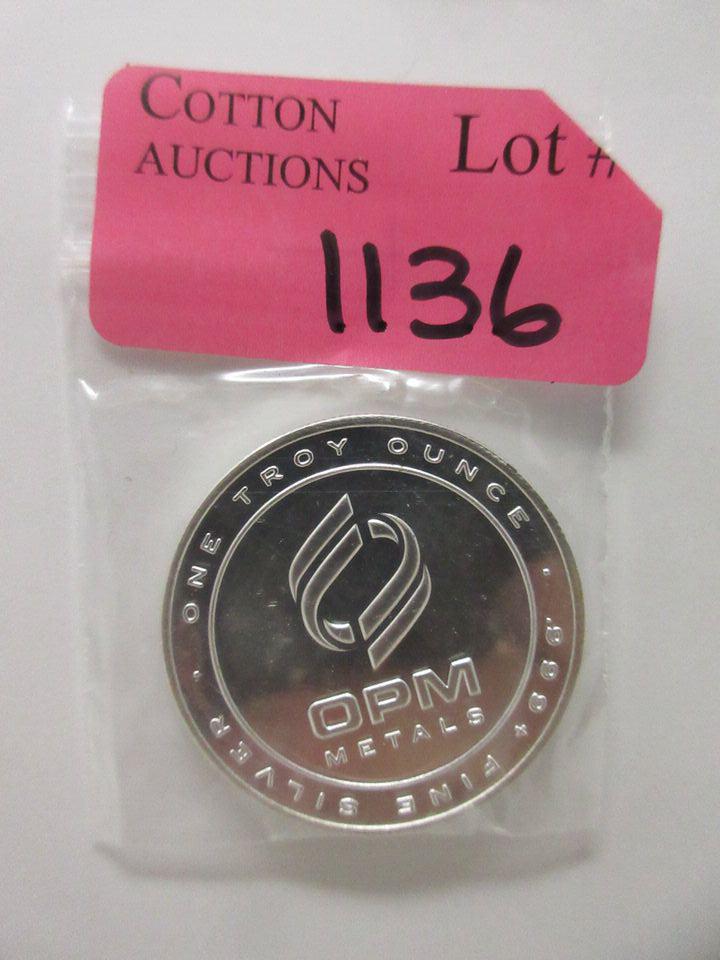 COTTON
AUCTIONS
Lot #
1136
ONE TROY OUNCE
.999+ FINE SILVER
OPM
METALS